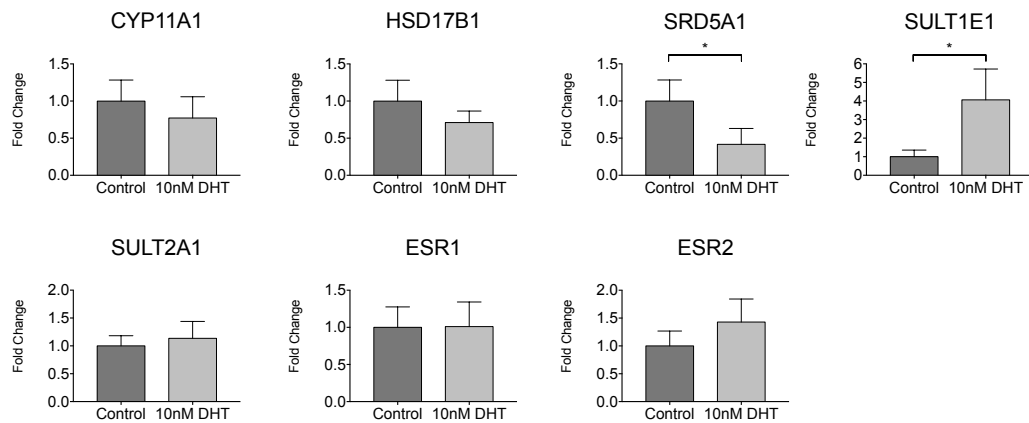 CYP11A1
HSD17B1
SRD5A1
SULT1E1
Fold Change
1.5
1.0
0.5
0.0
Control
10nM DHT
Fold Change
1.5
1.0
0.5
0.0
Control
10nM DHT
Fold Change
1.5
1.0
0.5
0.0
*
Control
10nM DHT
Fold Change
6
5
4
3
2
1
*
Control
10nM DHT
SULT2A1
ESR1
ESR2
Fold Change
2.0
1.5
1.0
0.5
0.0
Control
10nM DHT
Fold Change
1.5
1.0
0.5
0.0
Control
10nM DHT
Fold Change
2.0
1.5
1.0
0.5
0.0
Control
10nM DHT